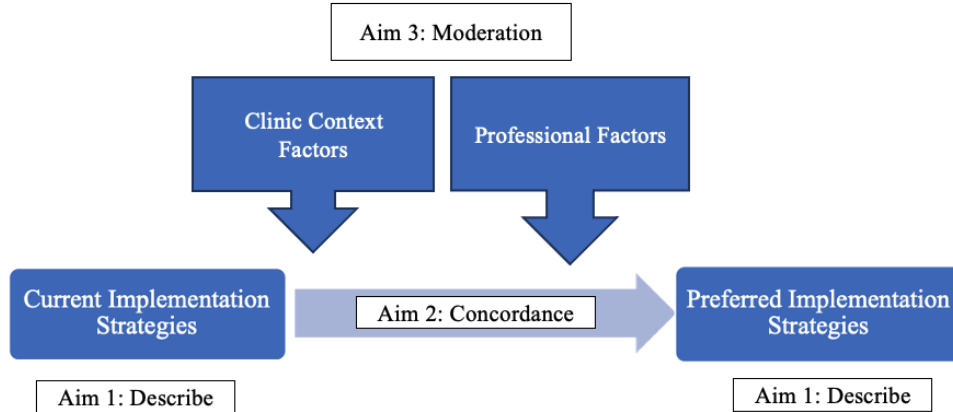 Aim 3: Moderation
Clinic Context
Factors
Professional Factors
Current Implementation
Strategies
Aim 2: Concordance
Preferred Implementation
Strategies
Aim 1: Describe
Aim 1: Describe